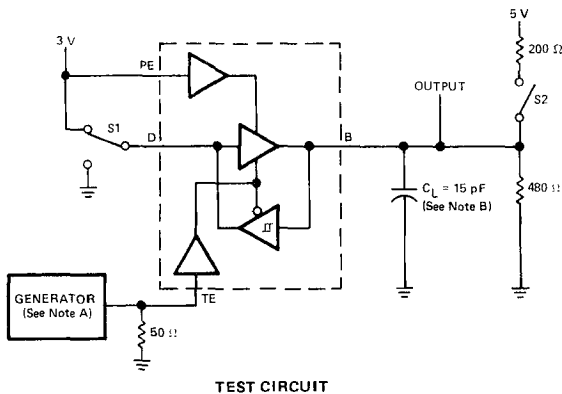 5 V
3 V
200 Ω
PE
OUTPUT
S2
S1
D
B
C_L = 15 pF
(See Note B)
480 Ω
GENERATOR
(See Note A)
TE
50 Ω
TEST CIRCUIT